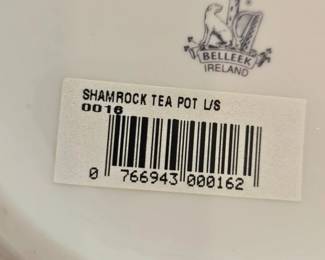 BELLEEK
IRELAND
SHAMROCK TEA POT L/S
0016
0 766943 000162